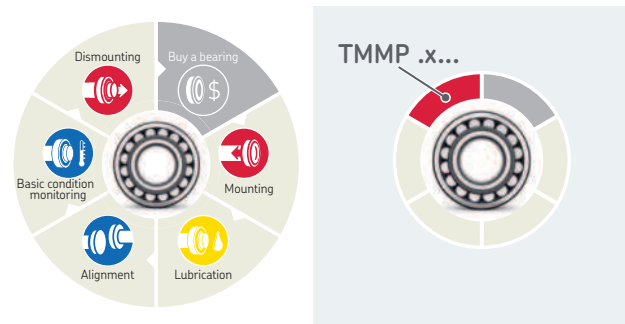 Dismounting
Buy a bearing
$
Basic condition
monitoring
Mounting
Alignment
Lubrication
TMMP .x...